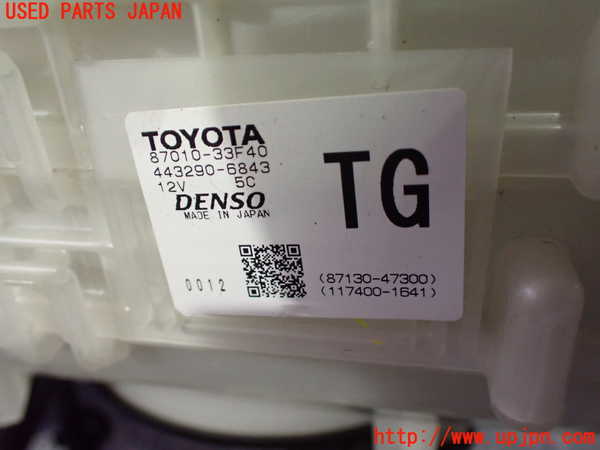 USED PARTS JAPAN
TOYOTA
87010-33F40
443290-6843
12V 5C
DENSO
MADE IN JAPAN
TG
0012
(87130-47300)
(117400-1641)
http://www.upjpn.com